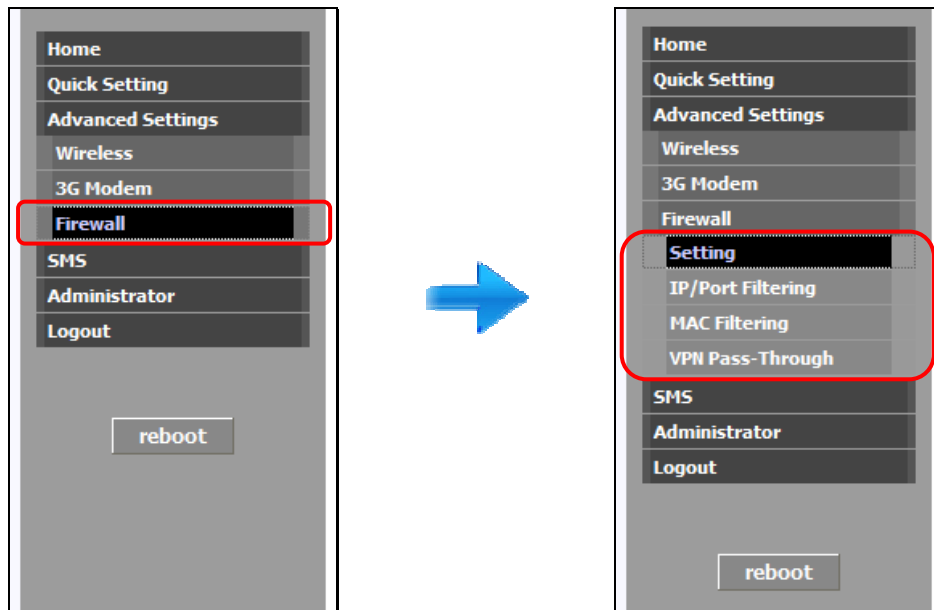 Home
Quick Setting
Advanced Settings
Wireless
3G Modem
Firewall
SMS
Administrator
Logout
reboot
Home
Quick Setting
Advanced Settings
Wireless
3G Modem
Firewall
Setting
IP/Port Filtering
MAC Filtering
VPN Pass-Through
SMS
Administrator
Logout
reboot